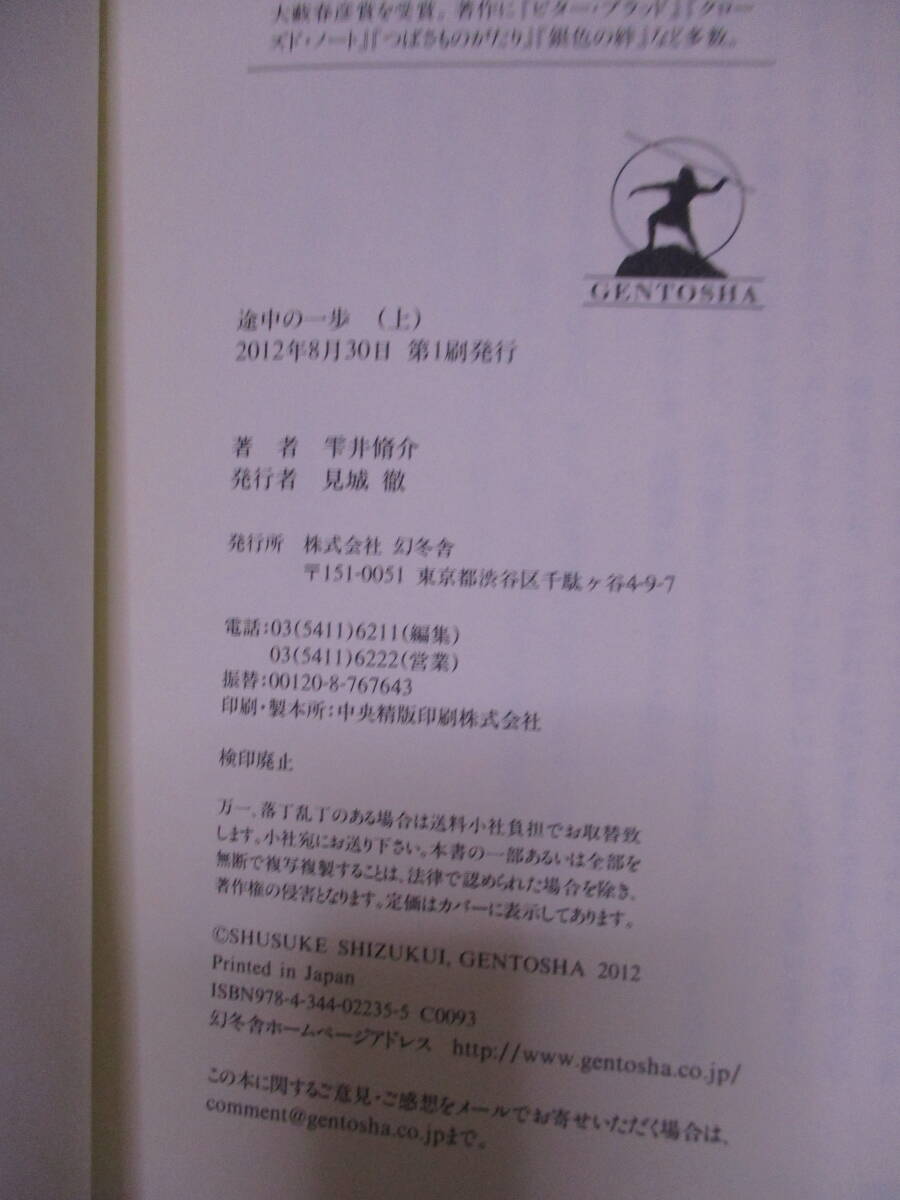 大藪春彦賞を受賞。著作に『ビター・ブラッド』『クロー
ズド・ノート』『つばさものがたり』『銀色の絆』など多数。
GENTOSHA
途中の一歩 (上)
2012年8月30日 第1刷発行
著 者 雫井脩介
発行者 見城 徹
発行所 株式会社 幻冬舎
〒151-0051 東京都渋谷区千駄ヶ谷4-9-7
電話:03(5411)6211(編集)
03(5411)6222(営業)
振替:00120-8-767643
印刷・製本所:中央精版印刷株式会社
検印廃止
万一、落丁乱丁のある場合は送料小社負担でお取替致
します。小社宛にお送り下さい。本書の一部あるいは全部を
無断で複写複製することは、法律で認められた場合を除き、
著作権の侵害となります。定価はカバーに表示してあります。
©SHUSUKE SHIZUKUI, GENTOSHA 2012
Printed in Japan
ISBN978-4-344-02235-5 C0093
幻冬舎ホームページアドレス http://www.gentosha.co.jp/
この本に関するご意見・ご感想をメールでお寄せいただく場合は、
comment@gentosha.co.jpまで。